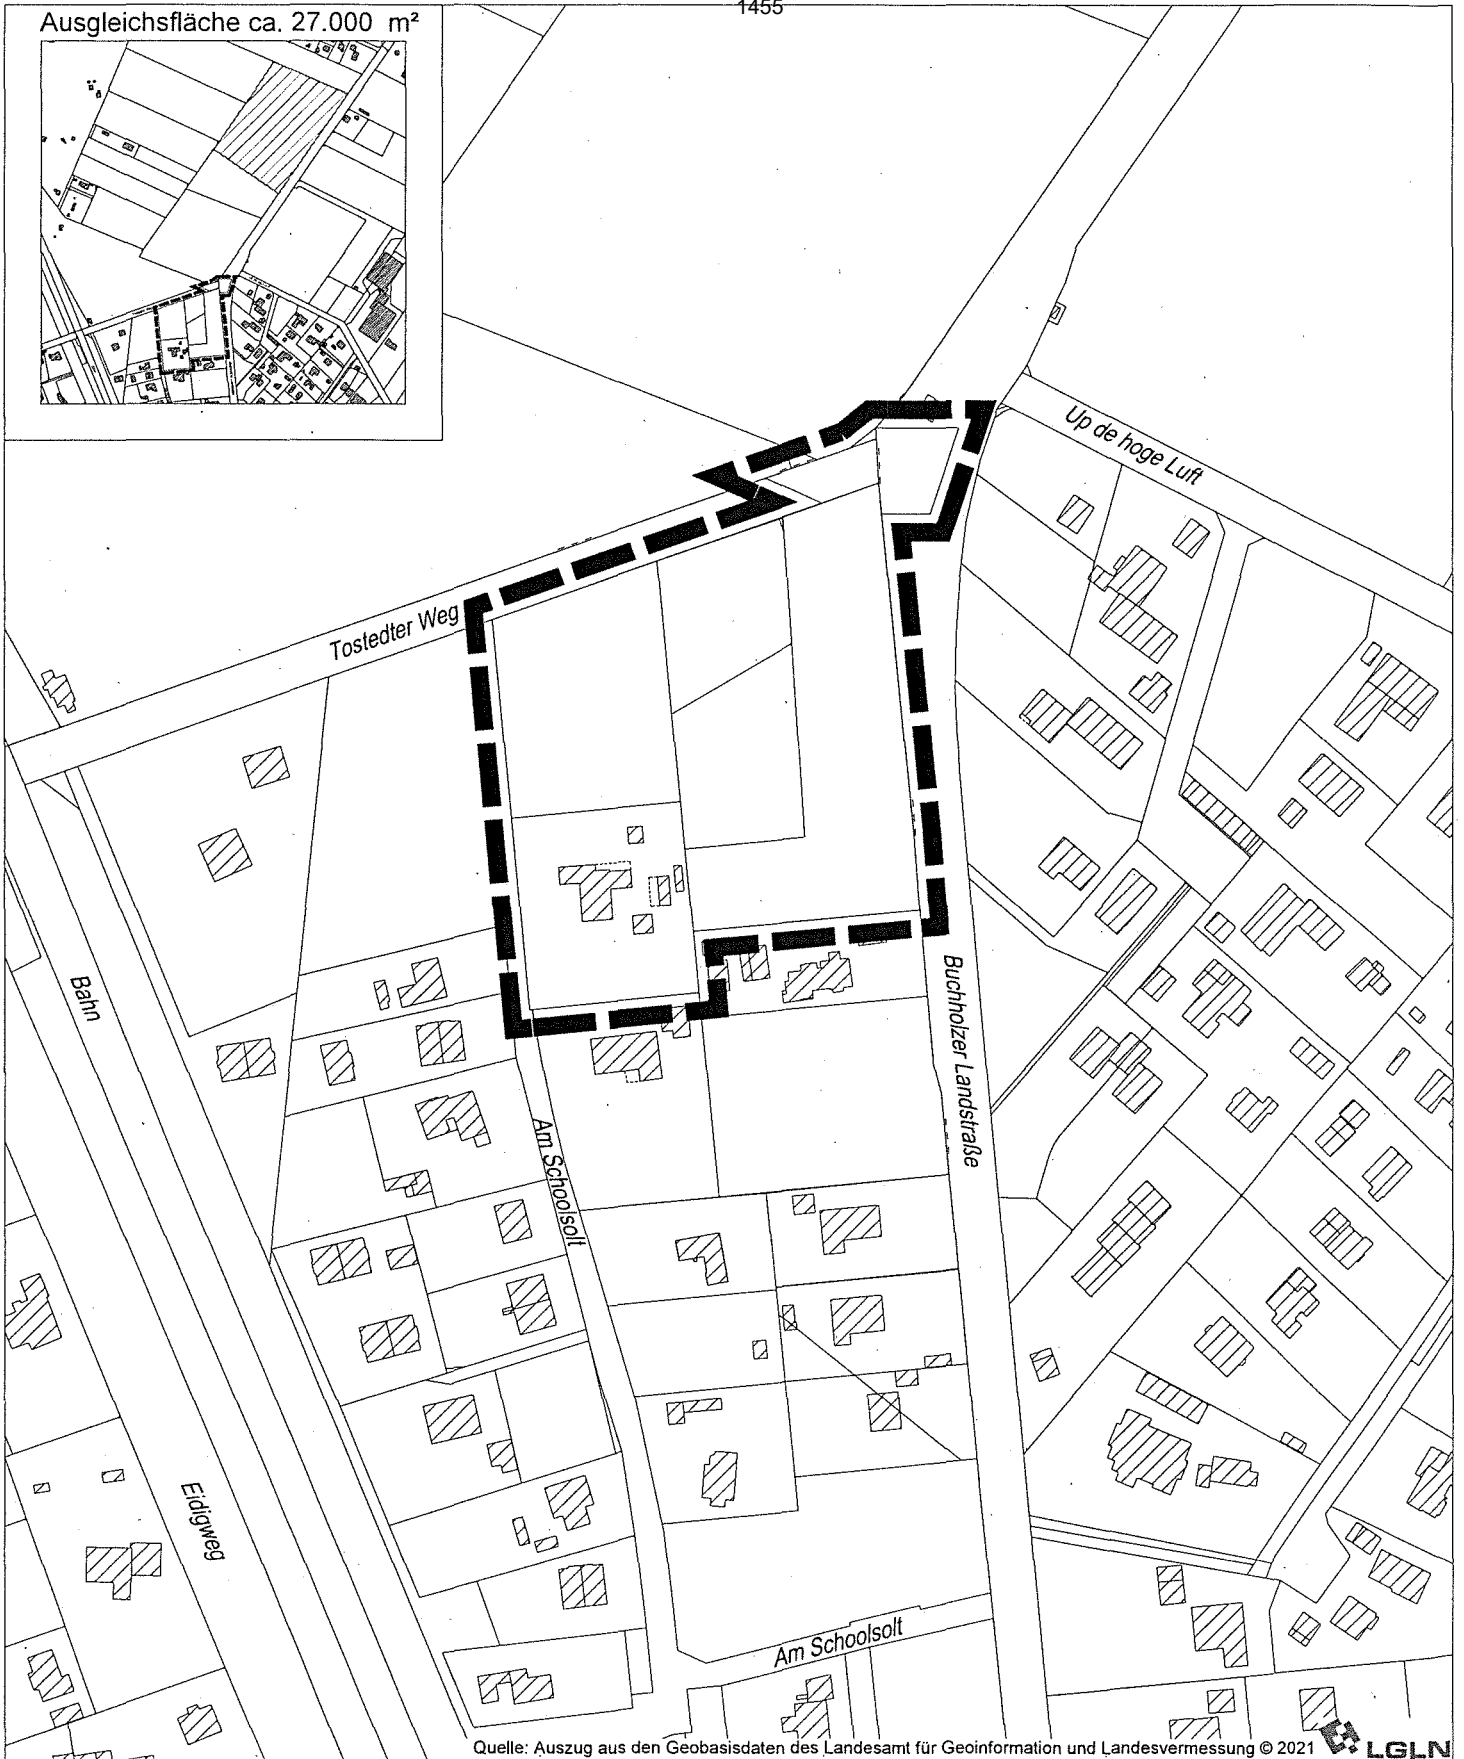 1455
Ausgleichsfläche ca. 27.000 m²
Up de hoge Luft
Tostedter Weg
Bahn
Buchholzer Landstraße
Am Schoolsolt
Eidigweg
Am Schoolsolt
Quelle: Auszug aus den Geobasisdaten des Landesamt für Geoinformation und Landesvermessung © 2021
LGLN